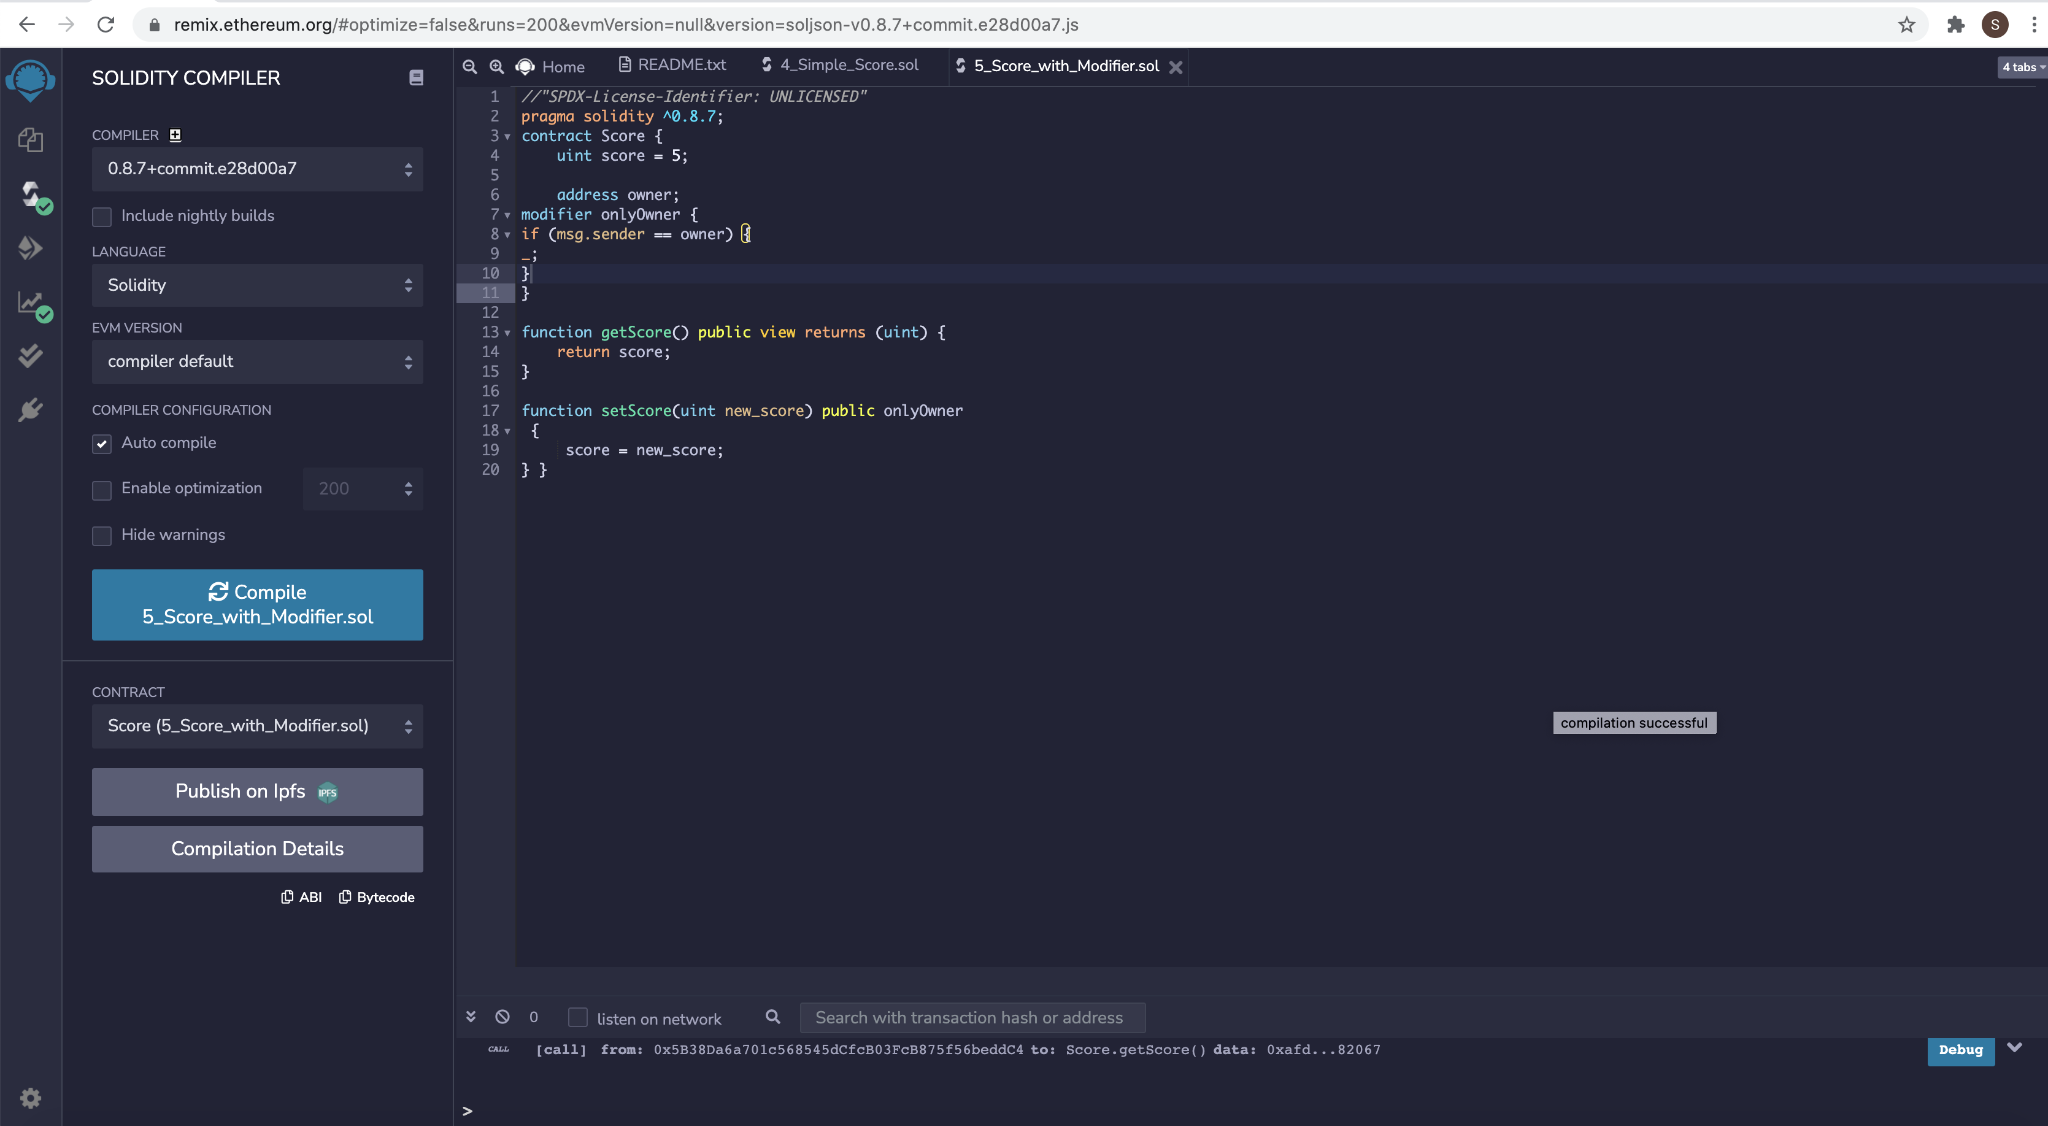 remix.ethereum.org/#optimize=false&runs=200&evmVersion=null&version=soljson-v0.8.7+commit.e28d00a7.js
S
SOLIDITY COMPILER
COMPILER
0.8.7+commit.e28d00a7
Include nightly builds
LANGUAGE
Solidity
EVM VERSION
compiler default
COMPILER CONFIGURATION
Auto compile
Enable optimization 200
Hide warnings
Compile
5_Score_with_Modifier.sol
CONTRACT
Score (5_Score_with_Modifier.sol)
Publish on Ipfs IPFS
Compilation Details
ABI Bytecode
Home README.txt 4_Simple_Score.sol 5_Score_with_Modifier.sol 4 tabs
1 //"SPDX-License-Identifier: UNLICENSED"
2 pragma solidity ^0.8.7;
3 contract Score {
4 uint score = 5;
5
6 address owner;
7 modifier onlyOwner {
8 if (msg.sender == owner) {
9 _;
10 }
11 }
12
13 function getScore() public view returns (uint) {
14 return score;
15 }
16
17 function setScore(uint new_score) public onlyOwner
18 {
19 score = new_score;
20 } }
compilation successful
0 listen on network Search with transaction hash or address
CALL [call] from: 0x5B38Da6a701c568545dCfcB03FcB875f56beddC4 to: Score.getScore() data: 0xafd...82067 Debug
>